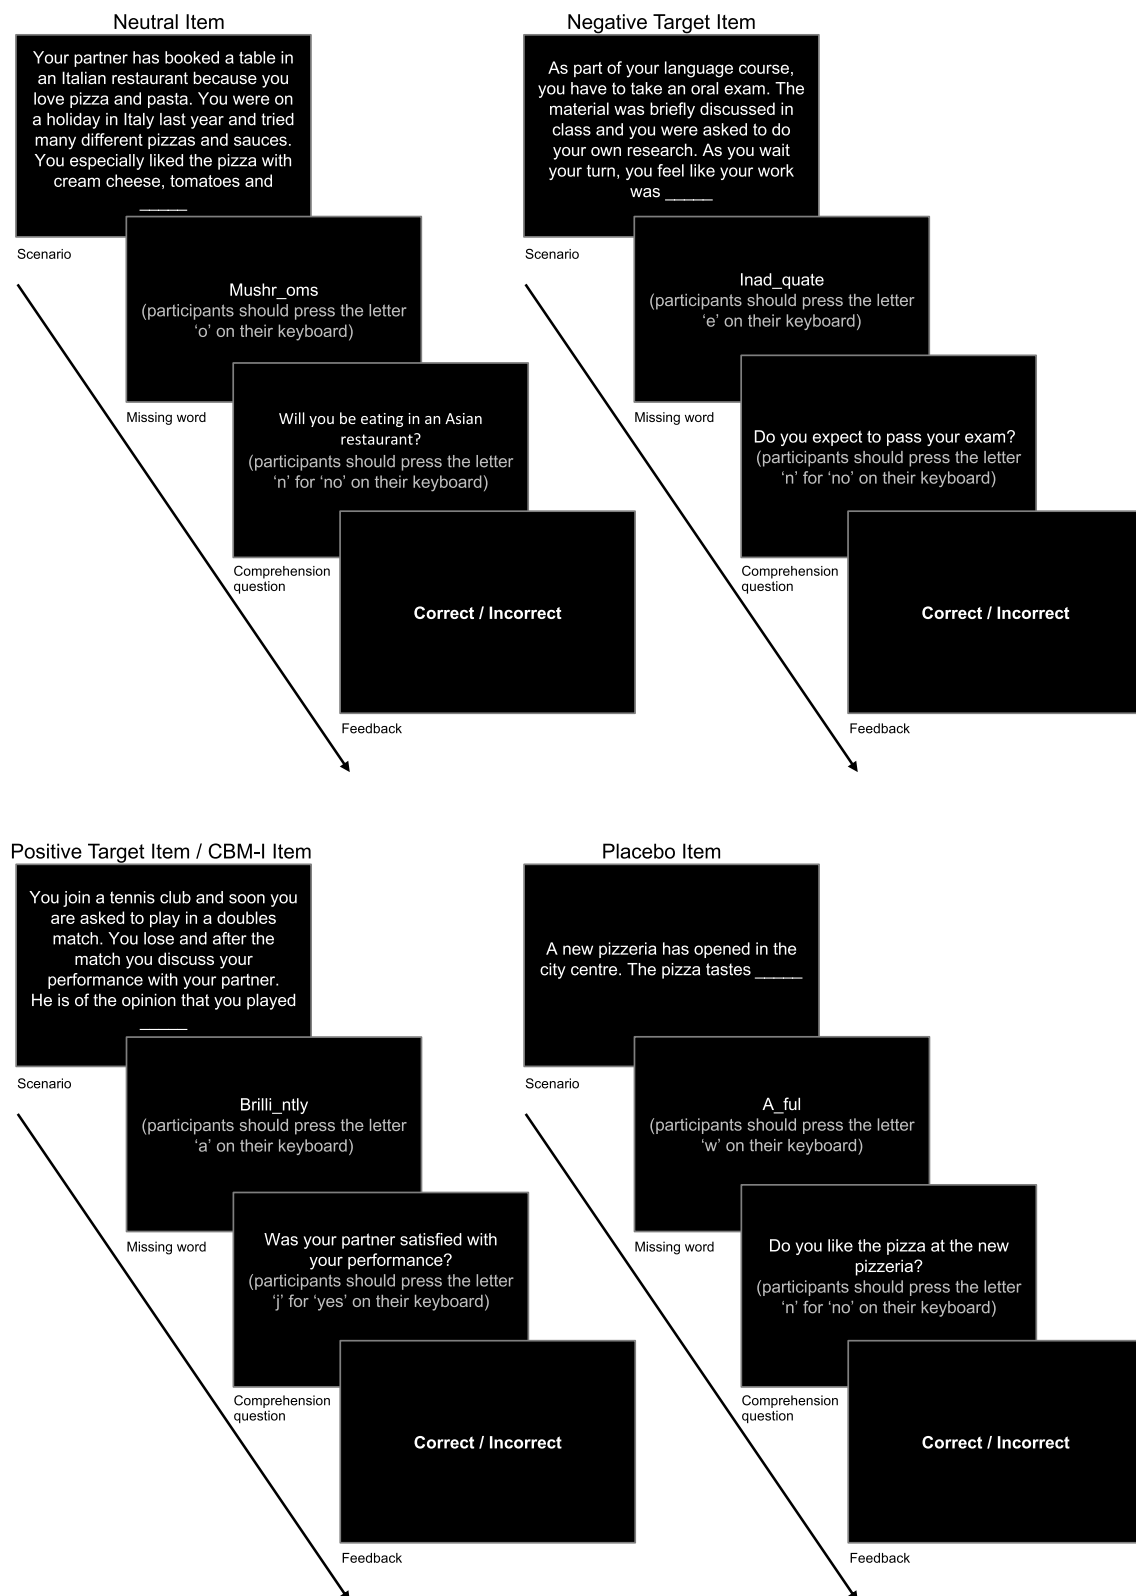 Neutral Item
Your partner has booked a table in
an Italian restaurant because you
love pizza and pasta. You were on
a holiday in Italy last year and tried
many different pizzas and sauces.
You especially liked the pizza with
cream cheese, tomatoes and
_____
Scenario
Mushr_oms
(participants should press the letter
‘o’ on their keyboard)
Missing word
Will you be eating in an Asian
restaurant?
(participants should press the letter
‘n’ for ‘no’ on their keyboard)
Comprehension
question
Correct / Incorrect
Feedback
Negative Target Item
As part of your language course,
you have to take an oral exam. The
material was briefly discussed in
class and you were asked to do
your own research. As you wait
your turn, you feel like your work
was _____
Scenario
Inad_quate
(participants should press the letter
‘e’ on their keyboard)
Missing word
Do you expect to pass your exam?
(participants should press the letter
‘n’ for ‘no’ on their keyboard)
Comprehension
question
Correct / Incorrect
Feedback
Positive Target Item / CBM-I Item
You join a tennis club and soon you
are asked to play in a doubles
match. You lose and after the
match you discuss your
performance with your partner.
He is of the opinion that you played
_____
Scenario
Brilli_ntly
(participants should press the letter
‘a’ on their keyboard)
Missing word
Was your partner satisfied with
your performance?
(participants should press the letter
‘j’ for ‘yes’ on their keyboard)
Comprehension
question
Correct / Incorrect
Feedback
Placebo Item
A new pizzeria has opened in the
city centre. The pizza tastes _____
Scenario
A_ful
(participants should press the letter
‘w’ on their keyboard)
Missing word
Do you like the pizza at the new
pizzeria?
(participants should press the letter
‘n’ for ‘no’ on their keyboard)
Comprehension
question
Correct / Incorrect
Feedback